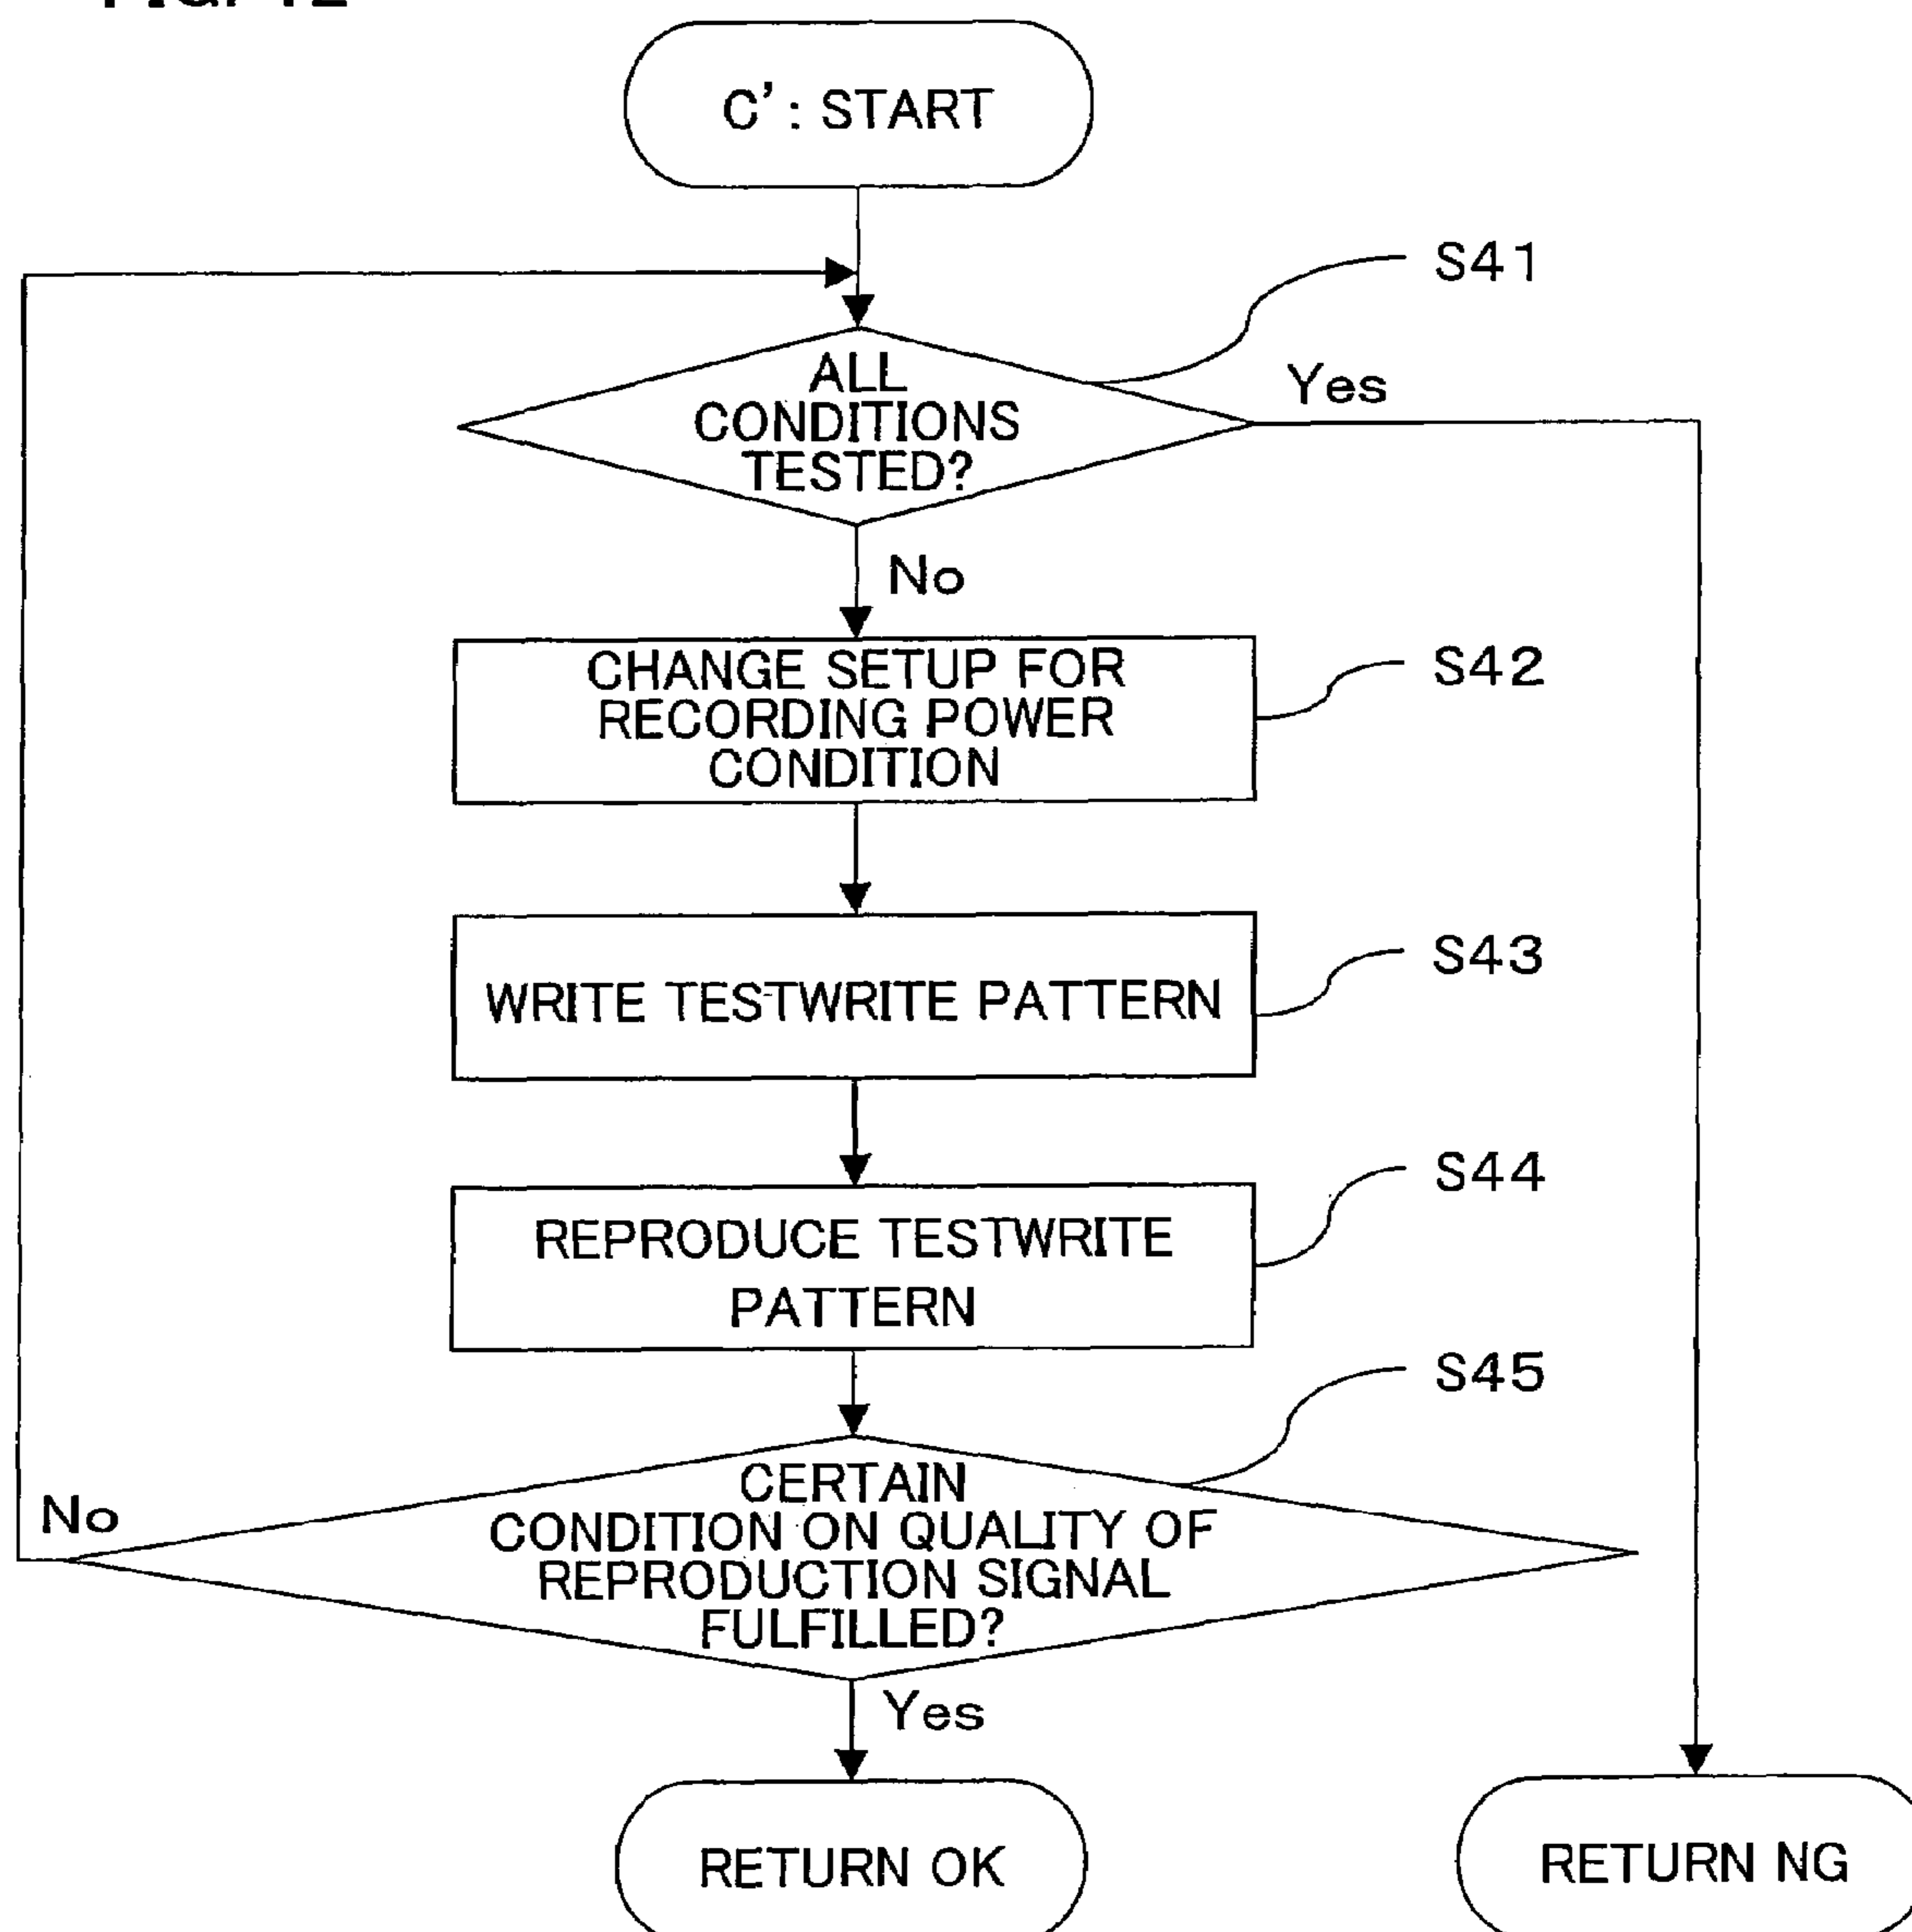 C': START
S41
ALL
CONDITIONS
TESTED?
Yes
No
CHANGE SETUP FOR
RECORDING POWER
CONDITION
S42
WRITE TESTWRITE PATTERN
S43
REPRODUCE TESTWRITE
PATTERN
S44
S45
CERTAIN
CONDITION ON QUALITY OF
REPRODUCTION SIGNAL
FULFILLED?
No
Yes
RETURN OK
RETURN NG